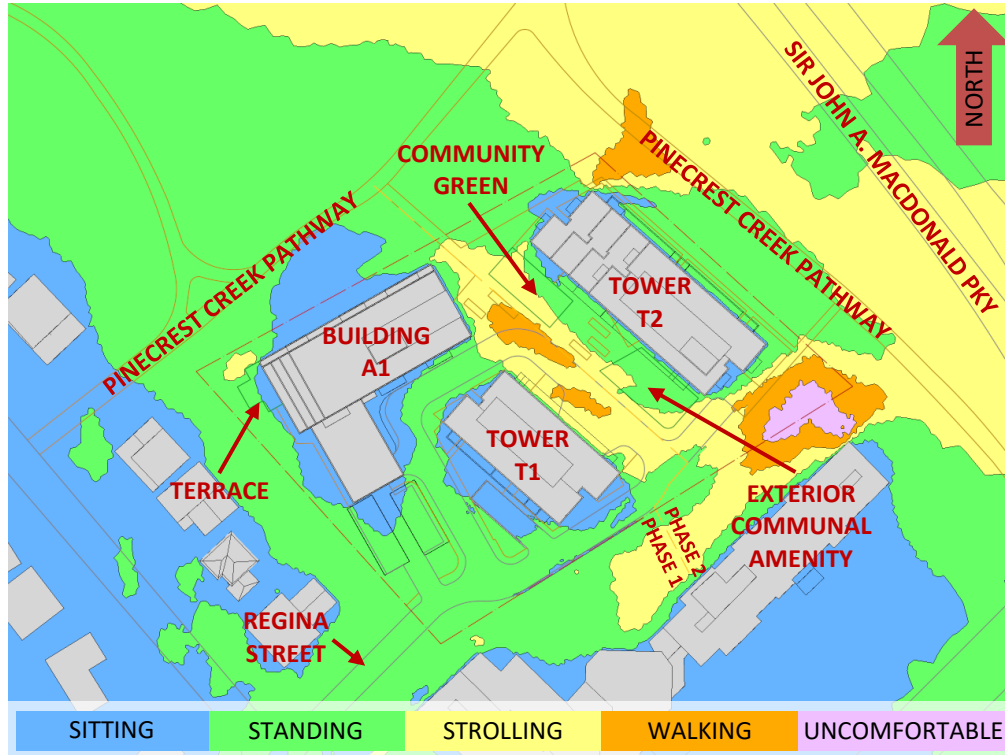 SIR JOHN A. MACDONALD PKY
NORTH
COMMUNITY
GREEN
PINECREST CREEK PATHWAY
PINECREST CREEK PATHWAY
TOWER
T2
BUILDING
A1
TOWER
T1
TERRACE
EXTERIOR
COMMUNAL
AMENITY
PHASE 2
PHASE 1
REGINA
STREET
SITTING
STANDING
STROLLING
WALKING
UNCOMFORTABLE